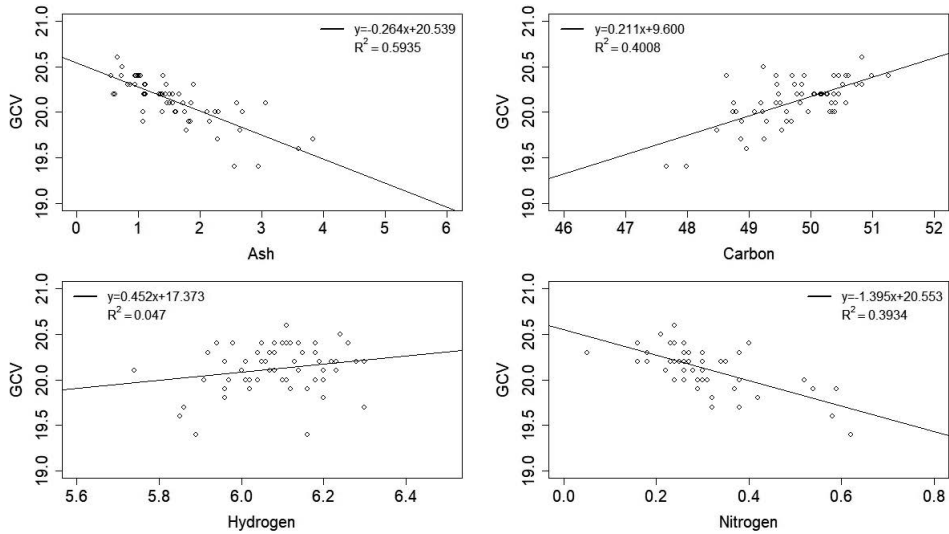 y=-0.264x+20.539
R² = 0.5935
21.0
20.5
20.0
19.5
19.0
GCV
0 1 2 3 4 5 6
Ash
y=0.211x+9.600
R² = 0.4008
21.0
20.5
20.0
19.5
19.0
GCV
46 47 48 49 50 51 52
Carbon
y=0.452x+17.373
R² = 0.047
21.0
20.5
20.0
19.5
19.0
GCV
5.6 5.8 6.0 6.2 6.4
Hydrogen
y=-1.395x+20.553
R² = 0.3934
21.0
20.5
20.0
19.5
19.0
GCV
0.0 0.2 0.4 0.6 0.8
Nitrogen